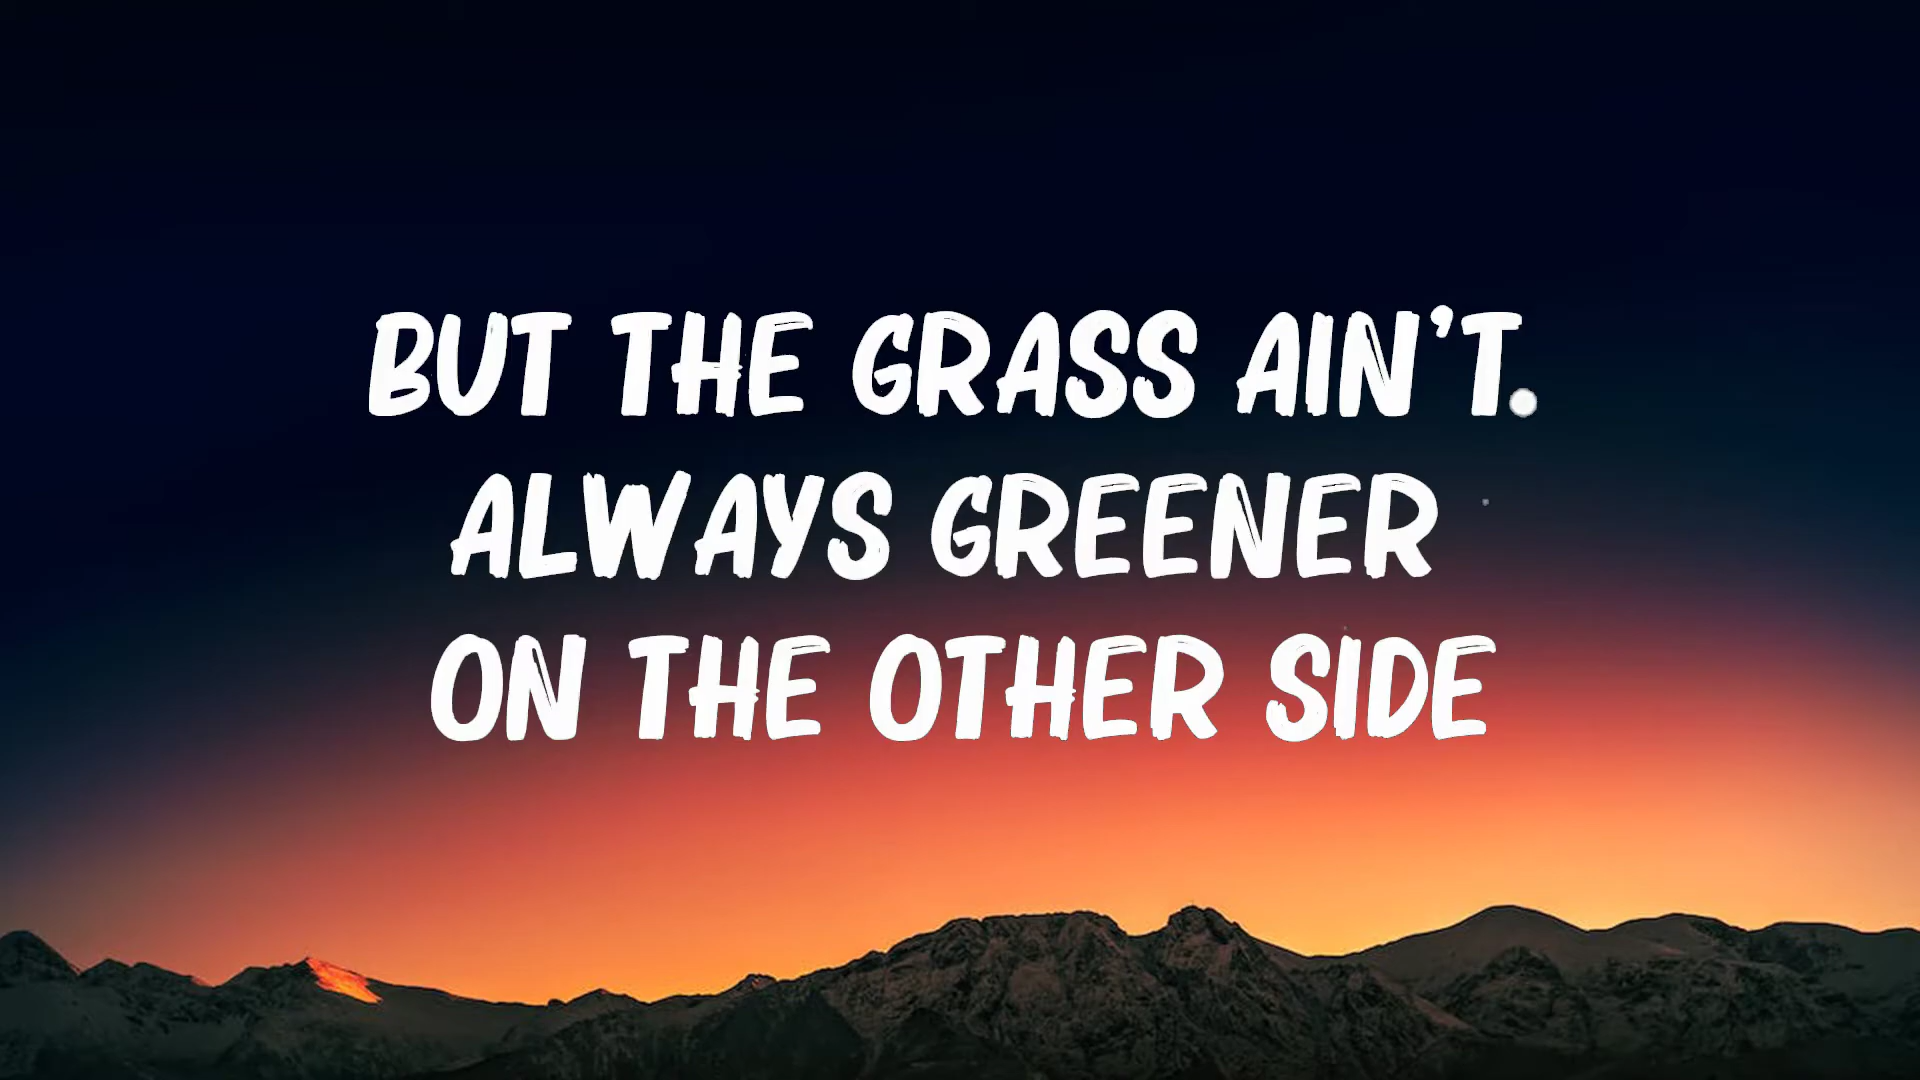 BUT THE GRASS AIN'T.
ALWAYS GREENER
ON THE OTHER SIDE